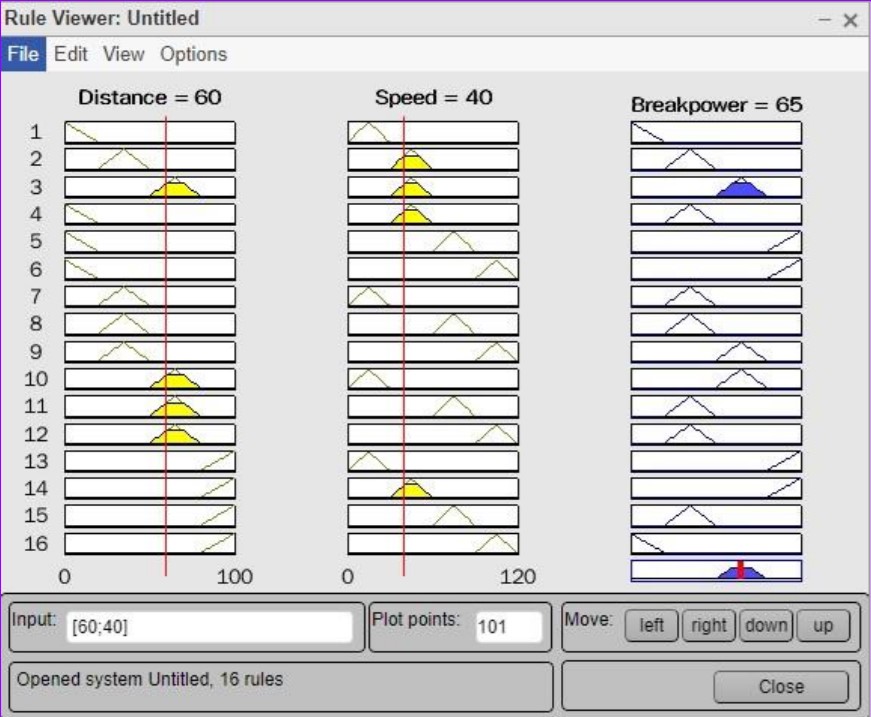 Rule Viewer: Untitled
File Edit View Options
Distance = 60 Speed = 40 Breakpower = 65
1
2
3
4
5
6
7
8
9
10
11
12
13
14
15
16
0 100 0 120
Input: [60;40] Plot points: 101 Move: left right down up
Opened system Untitled, 16 rules Close